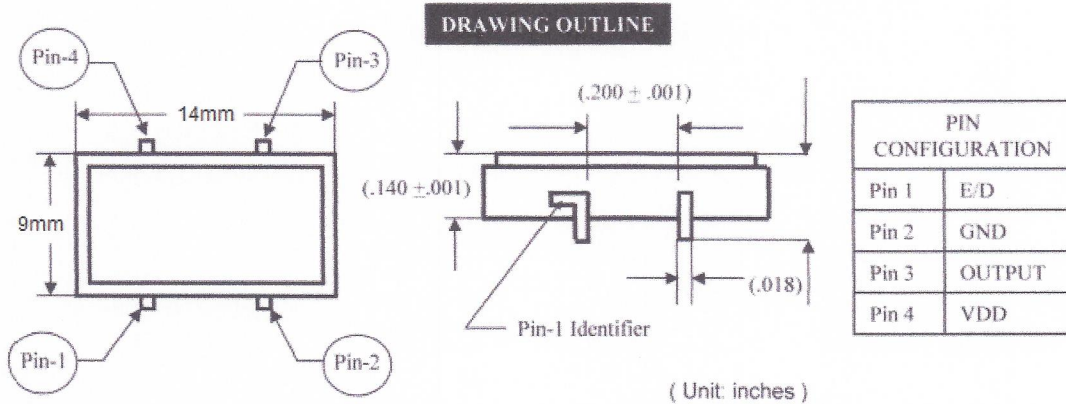 DRAWING OUTLINE
Pin-4
Pin-3
14mm
9mm
Pin-1
Pin-2
(.200 ± .001)
(.140 ±.001)
(.018)
Pin-1 Identifier
( Unit: inches )
PIN
CONFIGURATION
Pin 1 E/D
Pin 2 GND
Pin 3 OUTPUT
Pin 4 VDD